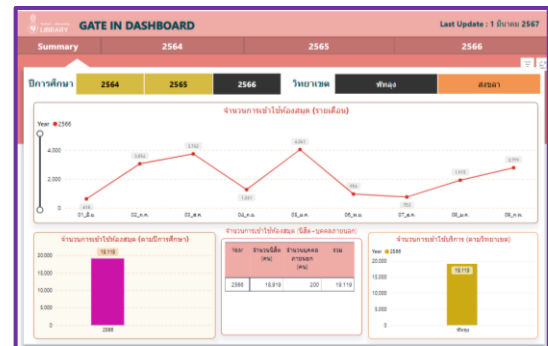 LIBRARY
GATE IN DASHBOARD
Last Update : 1 มีนาคม 2567
Summary 2564 2565 2566
ปีการศึกษา 2564 2565 2566 วิทยาเขต พัทลุง สงขลา
จำนวนการเข้าใช้ห้องสมุด (รายเดือน)
Year 2566
4,000
2,000
0
01_มิ.ย. 02_ก.ค. 03_ส.ค. 04_ก.ย. 05_ต.ค. 06_พ.ย. 07_ธ.ค. 08_ม.ค. 09_ก.พ.
จำนวนการเข้าใช้ห้องสมุด (ตามปีการศึกษา)
20,000
15,000
10,000
5,000
0
19,119
2566
จำนวนการเข้าใช้ห้องสมุด (นิสิต-บุคคลภายนอก)
Year จำนวนนิสิต (คน) จำนวนบุคคลภายนอก (คน) รวม
2566 18,919 200 19,119
จำนวนการเข้าใช้บริการ (ตามวิทยาเขต)
Year 2566
20,000
15,000
10,000
5,000
0
19,119
พัทลุง